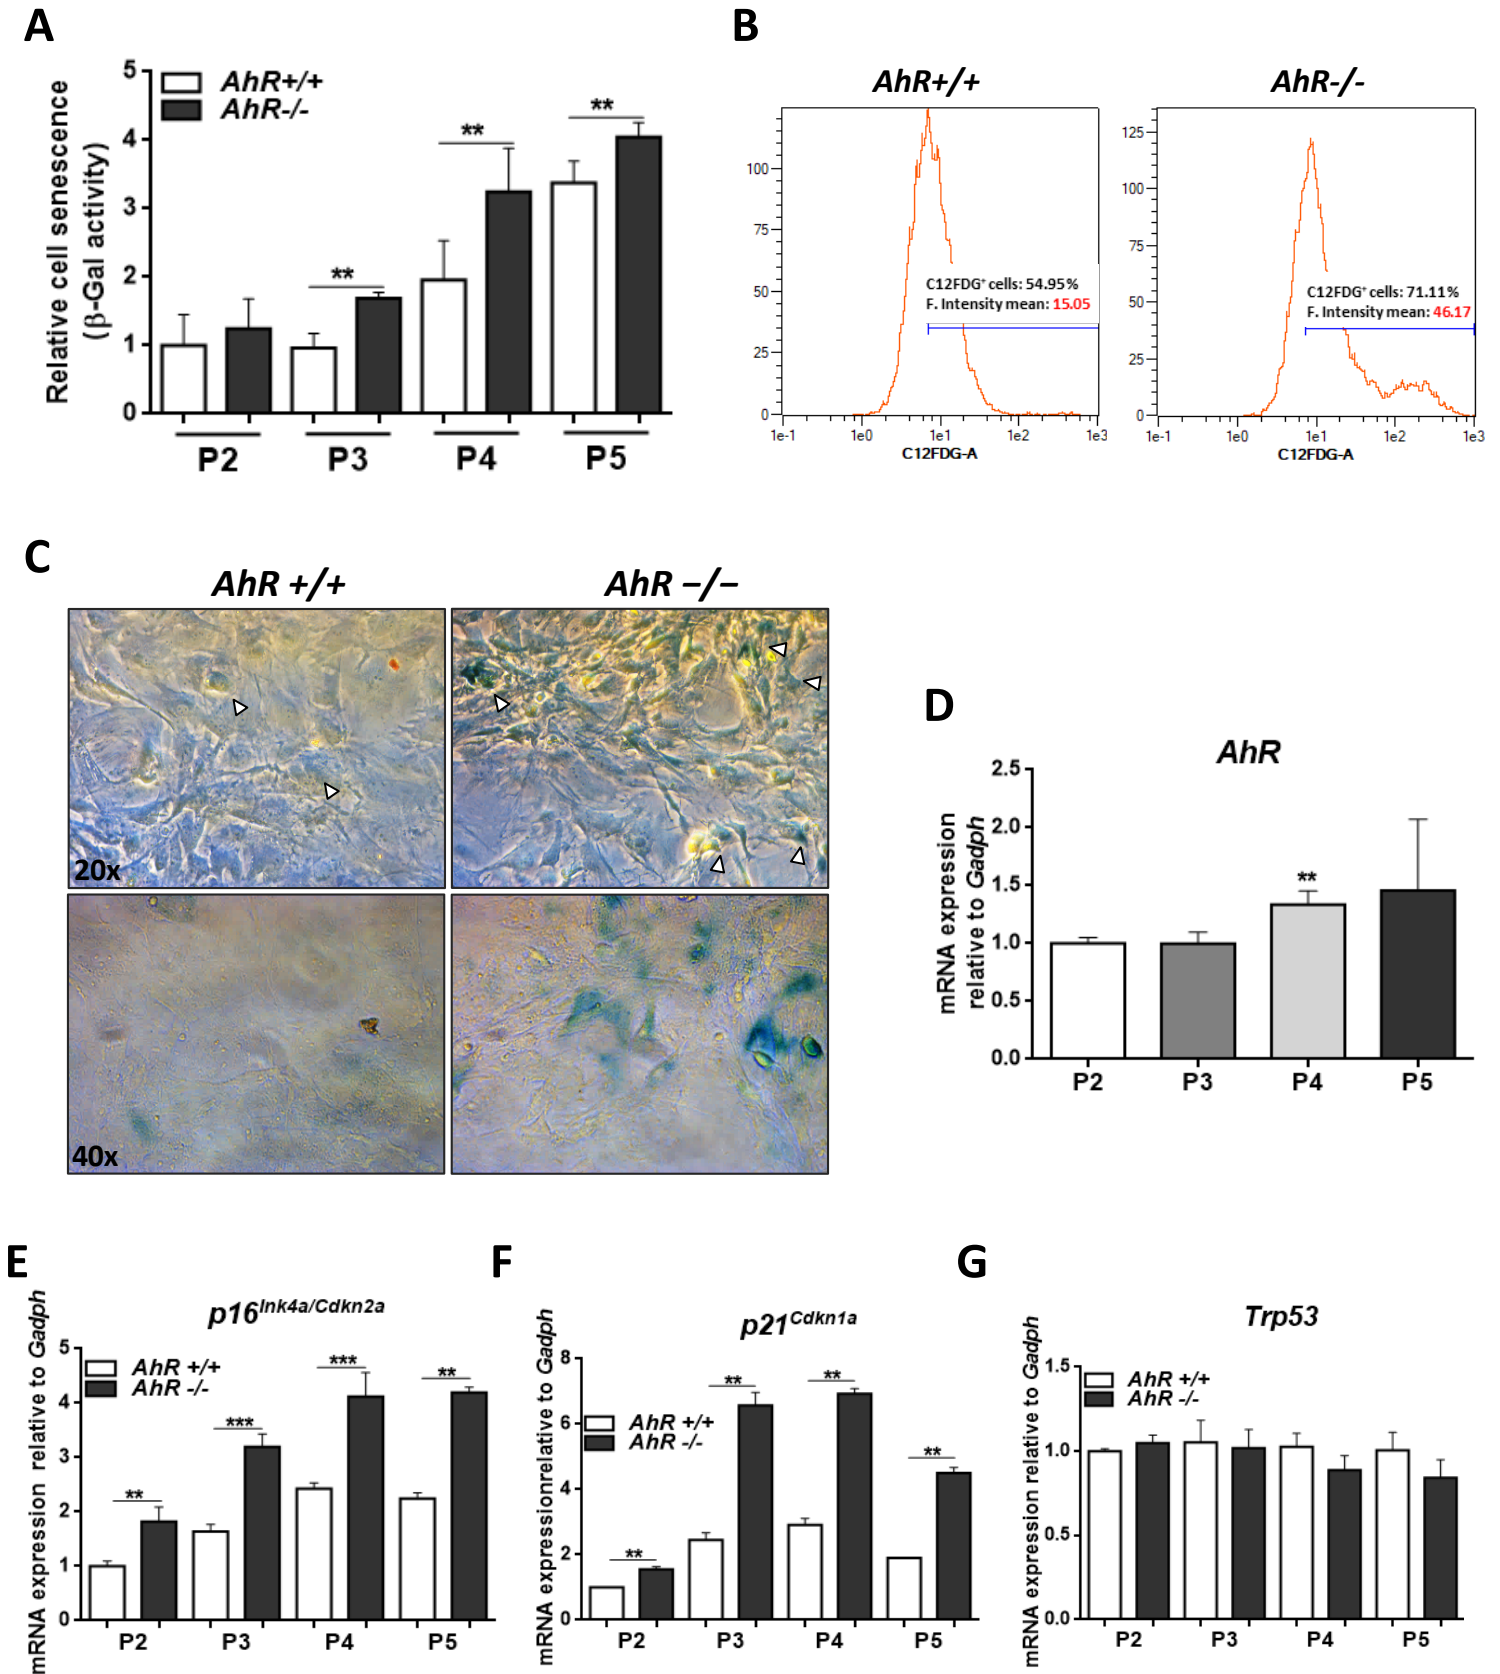 A
Relative cell senescence
(β-Gal activity)
AhR+/+
AhR-/-
5
4
3
2
1
0
**
**
**
P2
P3
P4
P5
B
AhR+/+
100
75
50
25
0
C12FDG+ cells: 54.95%
F. Intensity mean: 15.05
1e-1
1e0
1e1
1e2
1e3
C12FDG-A
AhR-/-
125
100
75
50
25
0
C12FDG+ cells: 71.11%
F. Intensity mean: 46.17
1e-1
1e0
1e1
1e2
1e3
C12FDG-A
C
AhR +/+
AhR –/–
20x
40x
D
AhR
mRNA expression
relative to Gadph
2.5
2.0
1.5
1.0
0.5
0.0
**
P2
P3
P4
P5
E
p16Ink4a/Cdkn2a
mRNA expression relative to Gadph
AhR +/+
AhR -/-
5
4
3
2
1
0
**
***
***
**
P2
P3
P4
P5
F
p21Cdkn1a
mRNA expressionrelative to Gadph
AhR +/+
AhR -/-
8
6
4
2
0
**
**
**
**
P2
P3
P4
P5
G
Trp53
mRNA expression relative to Gadph
AhR +/+
AhR -/-
1.5
1.0
0.5
0.0
P2
P3
P4
P5